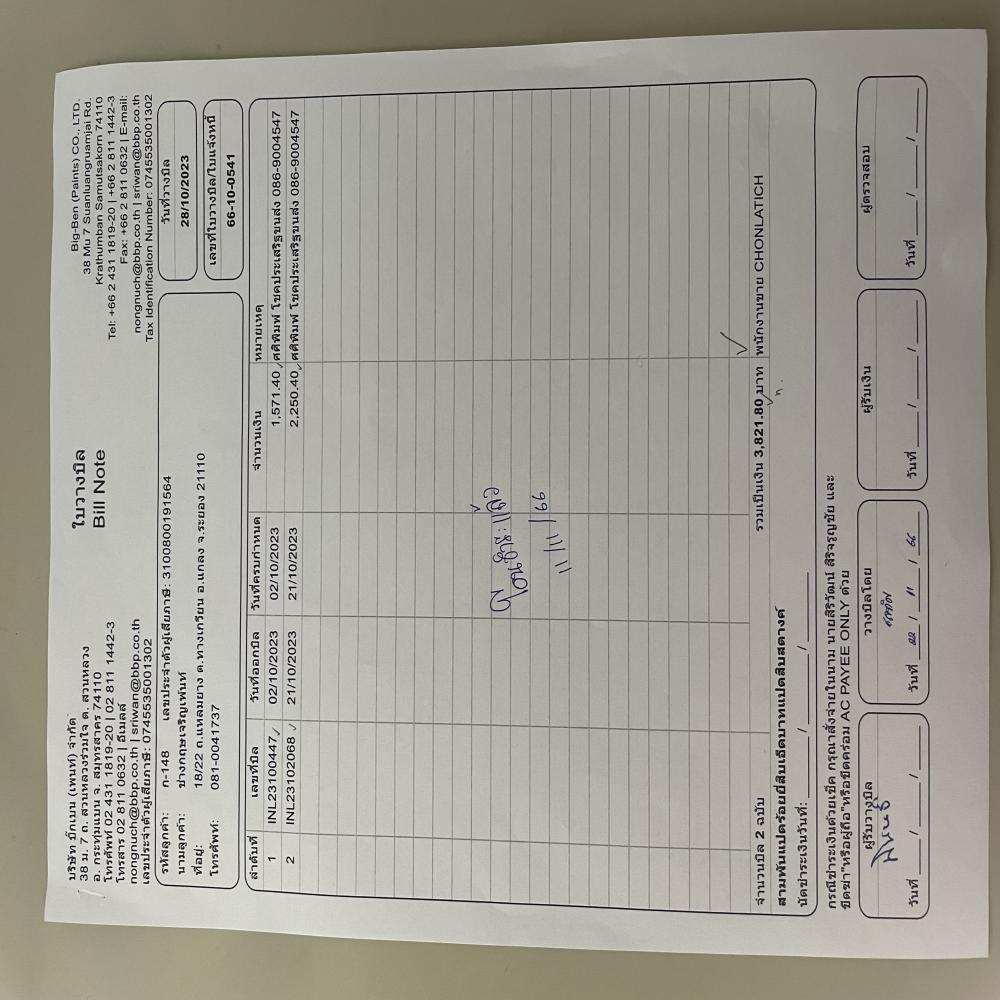 บริษัท บิ๊กเบน (เพนท์) จำกัด
38 ม. 7 ถ. สวนหลวงร่วมใจ ต. สวนหลวง
อ. กระทุ่มแบน จ. สมุทรสาคร 74110
โทรศัพท์ 02 431 1819-20 | 02 811 1442-3
โทรสาร 02 811 0632 | อีเมลล์
nongnuch@bbp.co.th | sriwan@bbp.co.th
เลขประจำตัวผู้เสียภาษี: 0745535001302
ใบวางบิล
Bill Note
Big-Ben (Paints) CO., LTD.
38 Mu 7 Suanluangruamjai Rd.
Krathumban Samutsakorn 74110
Tel: +66 2 431 1819-20 | +66 2 811 1442-3
Fax: +66 2 811 0632 | E-mail:
nongnuch@bbp.co.th | sriwan@bbp.co.th
Tax Identification Number: 0745535001302
รหัสลูกค้า: ก-148 เลขประจำตัวผู้เสียภาษี: 3100800191564
นามลูกค้า: ช่างกฤษเจริญเพ้นท์
ที่อยู่: 18/22 ถ.แหลมยาง ต.ทางเกวียน อ.แกลง จ.ระยอง 21110
โทรศัพท์: 081-0041737
วันที่วางบิล
28/10/2023
เลขที่ใบวางบิล/ใบแจ้งหนี้
66-10-0541
ลำดับที่ เลขที่บิล วันที่ออกบิล วันที่ครบกำหนด จำนวนเงิน หมายเหตุ
1 INL23100447 02/10/2023 02/10/2023 1,571.40 ศศิพิมพ์ โชคประเสริฐขนส่ง 086-9004547
2 INL23102068 21/10/2023 21/10/2023 2,250.40 ศศิพิมพ์ โชคประเสริฐขนส่ง 086-9004547
11/11/66
จำนวนบิล 2 ฉบับ รวมเป็นเงิน 3,821.80 บาท พนักงานขาย CHONLATICH
สามพันแปดร้อยยี่สิบเอ็ดบาทแปดสิบสตางค์
นัดชำระเงินวันที่: ____/____/____
กรณีชำระเงินด้วยเช็ค กรุณาสั่งจ่ายในนาม นายสิริวัฒน์ สิริจรูญชัย และ
ขีดฆ่า"หรือผู้ถือ"หรือขีดคร่อม AC PAYEE ONLY ด้วย
ผู้รับวางบิล
วันที่ ____/____/____
วางบิลโดย
วันที่ 22 / 11 / 66
ผู้รับเงิน
วันที่ ____/____/____
ผู้ตรวจสอบ
วันที่ ____/____/____